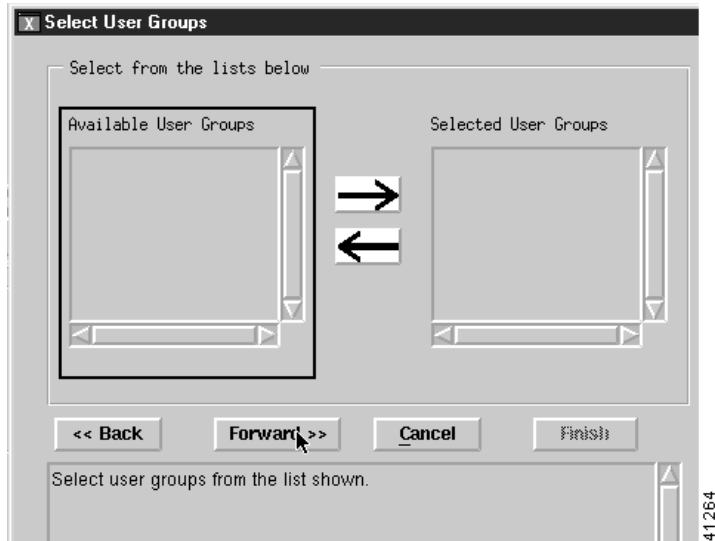 X Select User Groups
Select from the lists below
Available User Groups
Selected User Groups
<< Back
Forward >>
Cancel
Finish
Select user groups from the list shown.
41264